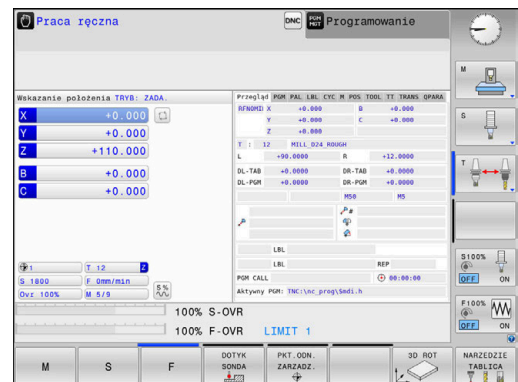 Praca ręczna
DNC
PGM MGT
Programowanie
Wskazanie położenia TRYB: ZADA.
X +0.000
Y +0.000
Z +110.000
B +0.000
C +0.000
1
T 12 Z
S 1800
F 0mm/min
Ovr 100%
M 5/9
5 %
Przegląd PGM PAL LBL CYC M POS TOOL TT TRANS QPARA
RFNOMI X +0.000 B +0.000
Y +0.000 C +0.000
Z +0.000
T : 12 MILL_D24_ROUGH
L +90.0000 R +12.0000
DL-TAB +0.0000 DR-TAB +0.0000
DL-PGM +0.0000 DR-PGM +0.0000
M50 M5
P #
LBL
LBL REP
PGM CALL 00:00:00
Aktywny PGM: TNC:\nc_prog\$mdi.h
100% S-OVR
100% F-OVR LIMIT 1
M
S
T
S100%
OFF ON
F100%
OFF ON
M
S
F
DOTYK SONDA
PKT.ODN. ZARZADZ.
3D ROT
NARZEDZIE TABLICA